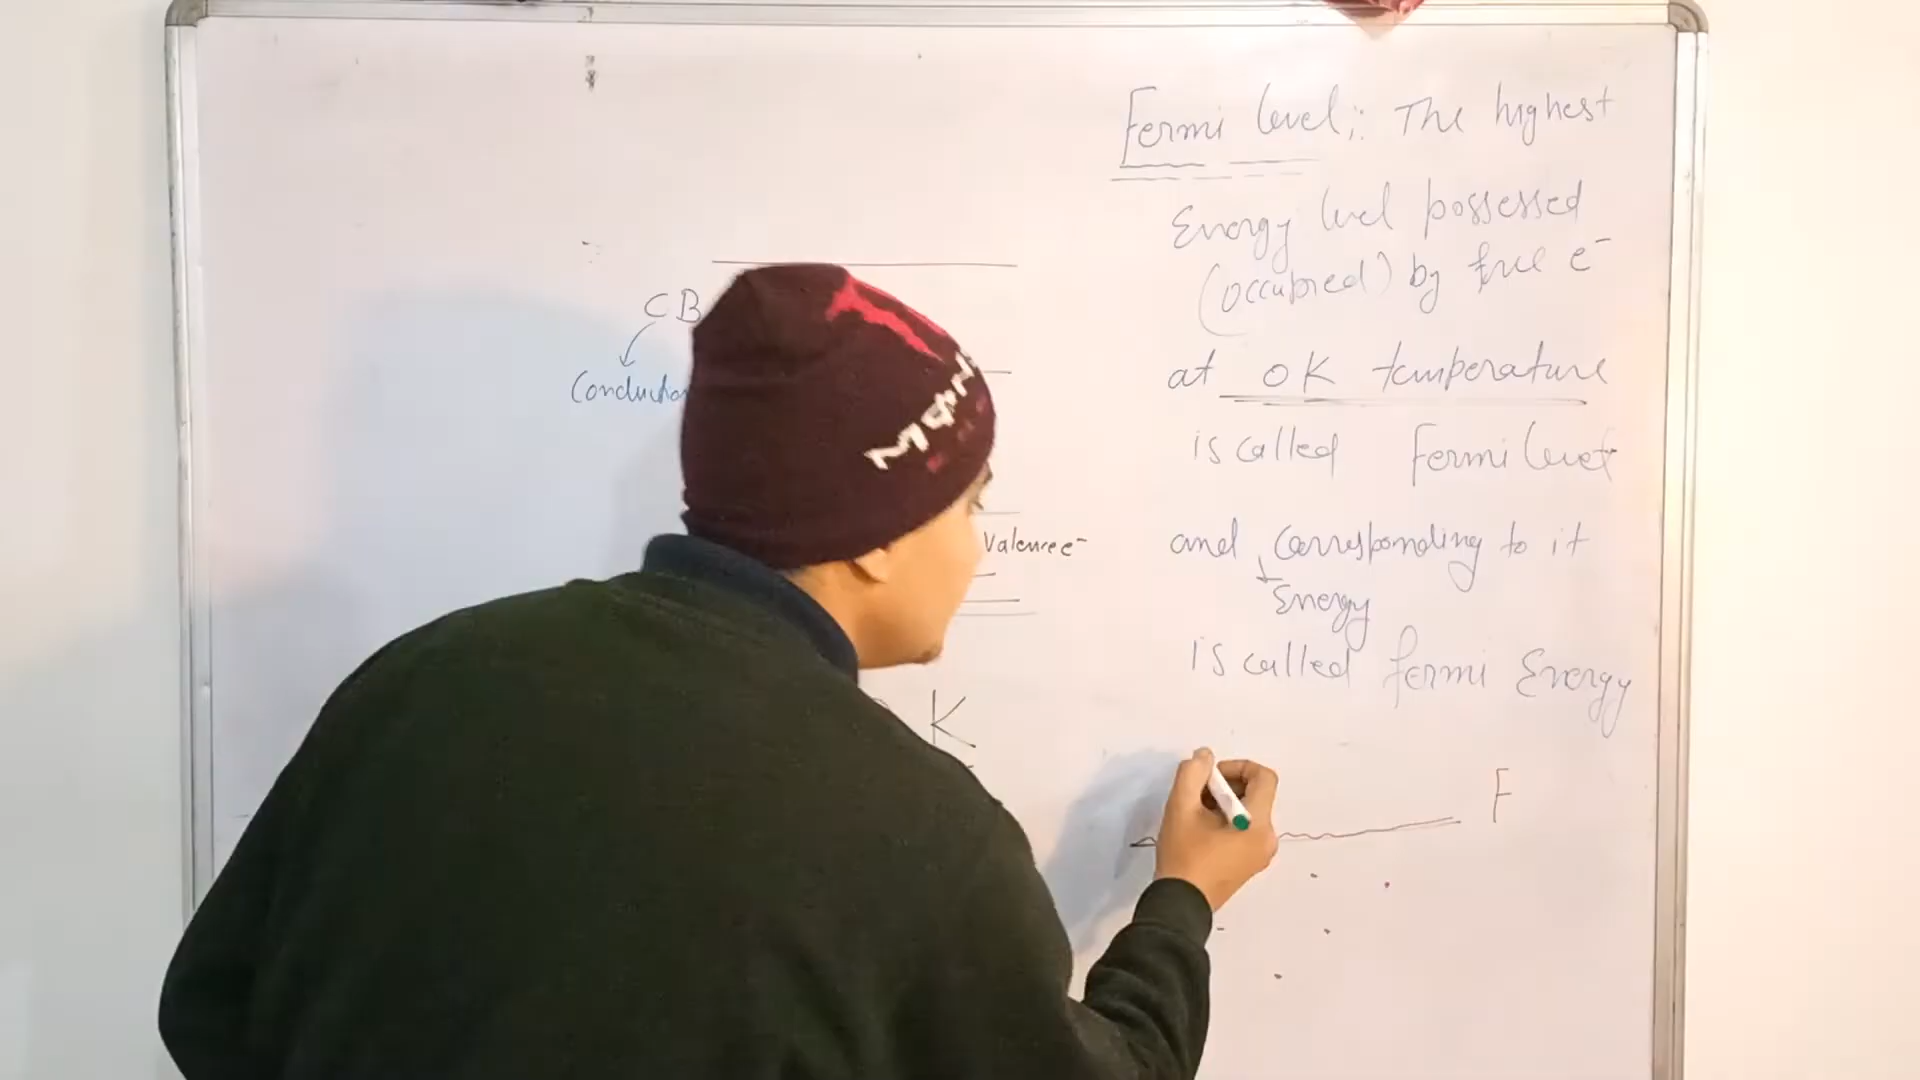 Fermi level;: The highest
Energy level possessed
(occupied) by free e-
at 0K temperature
is called Fermi level
and corresponding to it
Energy
is called fermi Energy
CB
Conduction
Valence e-
K
F